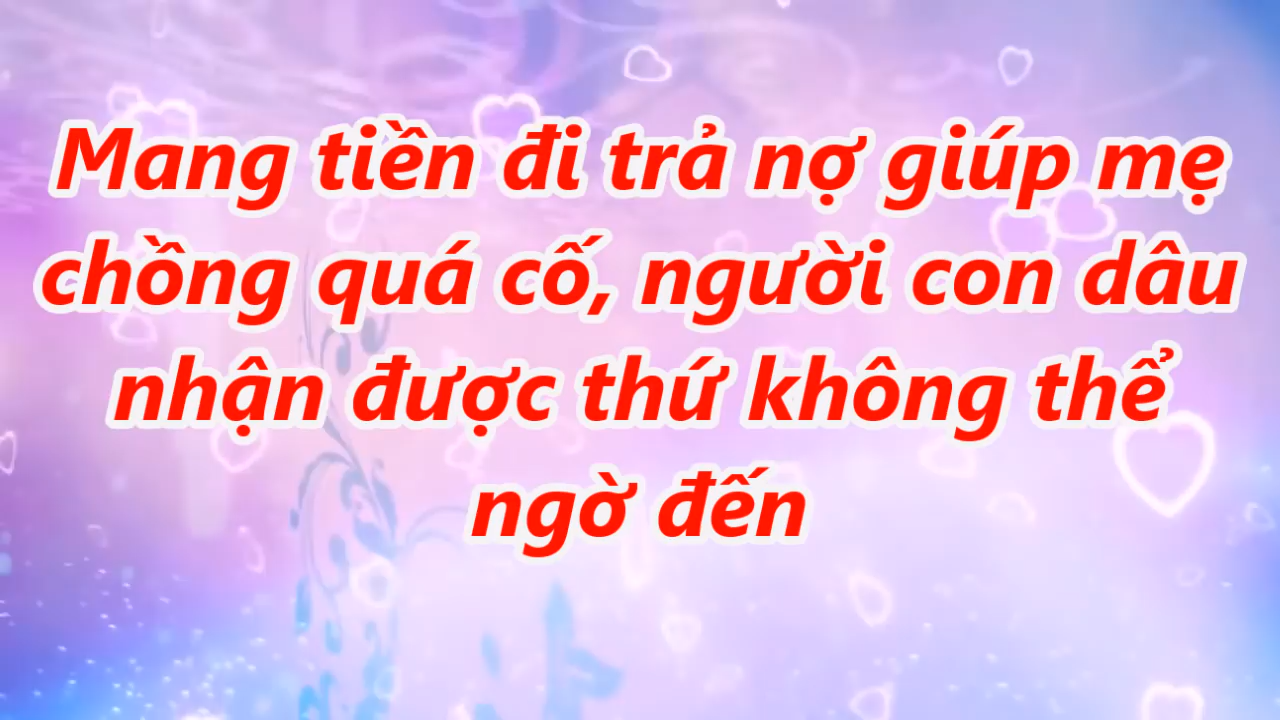 Mang tiền đi trả nợ giúp mẹ
chồng quá cố, người con dâu
nhận được thứ không thể
ngờ đến